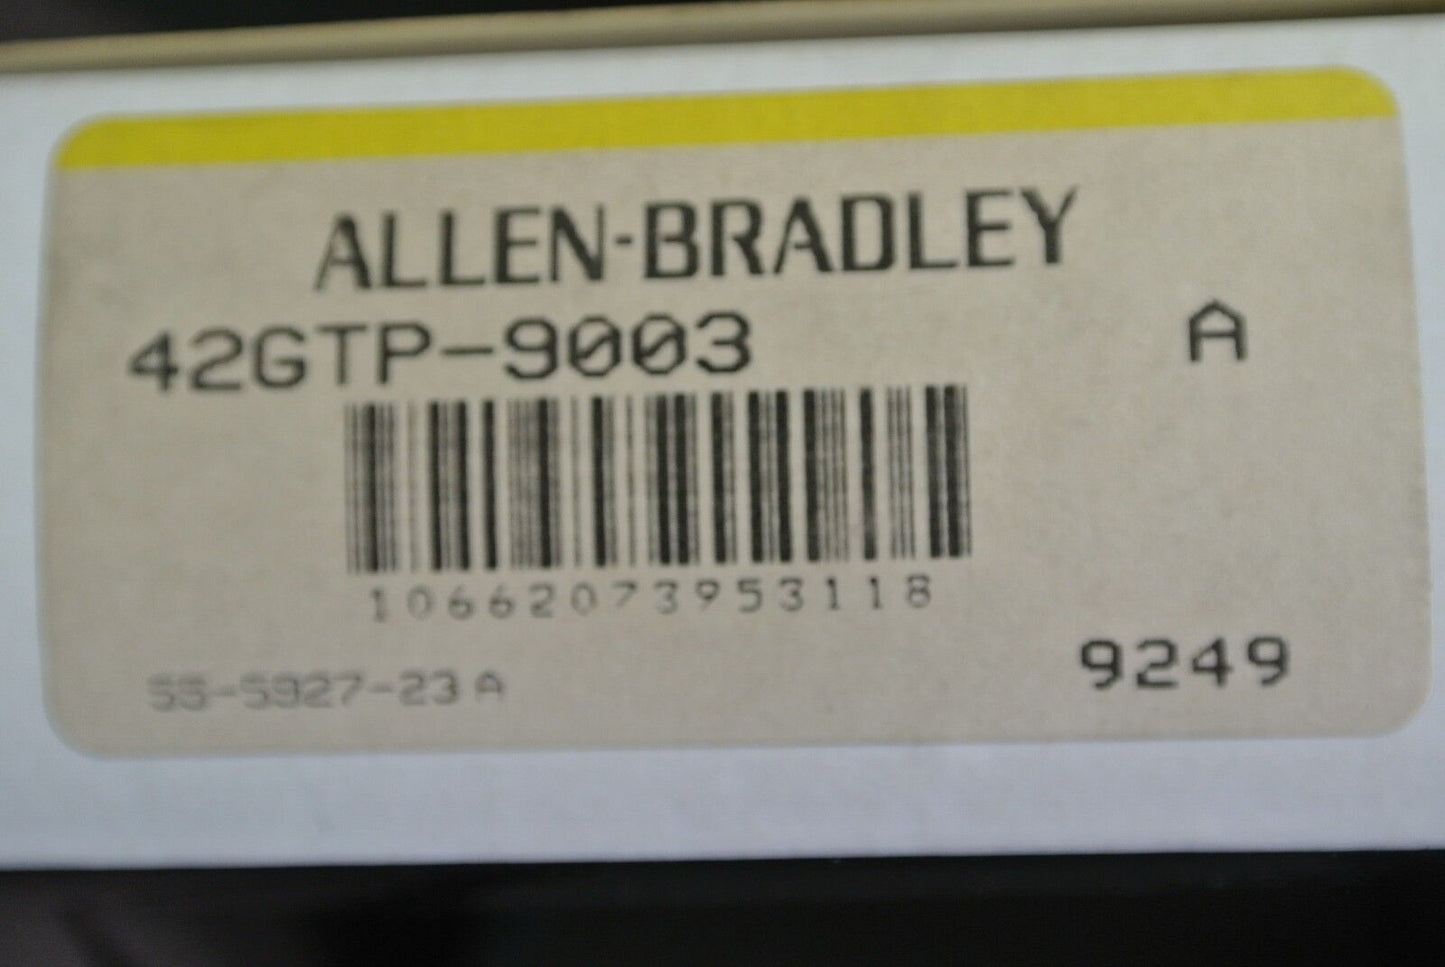 ALLEN-BRADLEY
42GTP-9003 A
10662073953118
9249
SS-5927-23 A